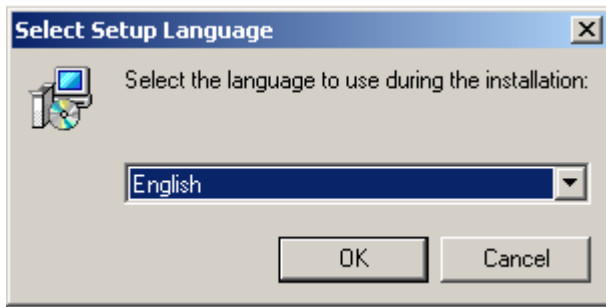 Select Setup Language
Select the language to use during the installation:
English
OK
Cancel